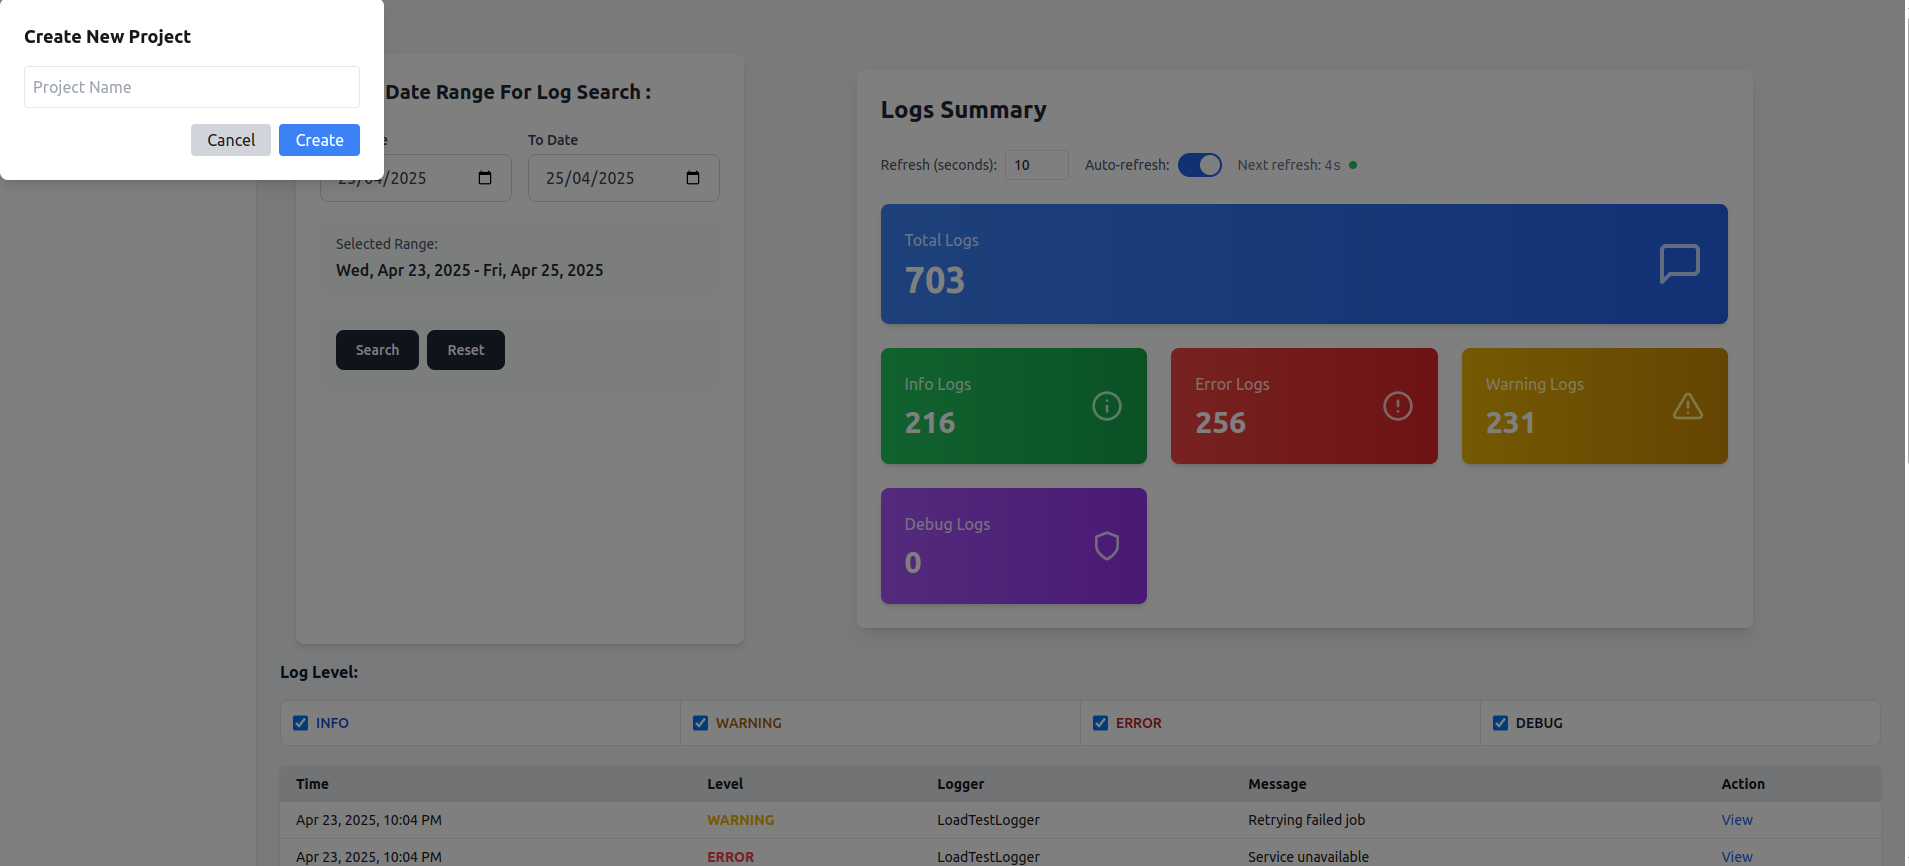 Create New Project
Project Name
Cancel
Create
Date Range For Log Search :
To Date
25/04/2025
Selected Range:
Wed, Apr 23, 2025 - Fri, Apr 25, 2025
Search
Reset
Logs Summary
Refresh (seconds):
10
Auto-refresh:
Next refresh: 4s
Total Logs
703
Info Logs
216
Error Logs
256
Warning Logs
231
Debug Logs
0
Log Level:
INFO
WARNING
ERROR
DEBUG
Time Level Logger Message Action
Apr 23, 2025, 10:04 PM WARNING LoadTestLogger Retrying failed job View
Apr 23, 2025, 10:04 PM ERROR LoadTestLogger Service unavailable View